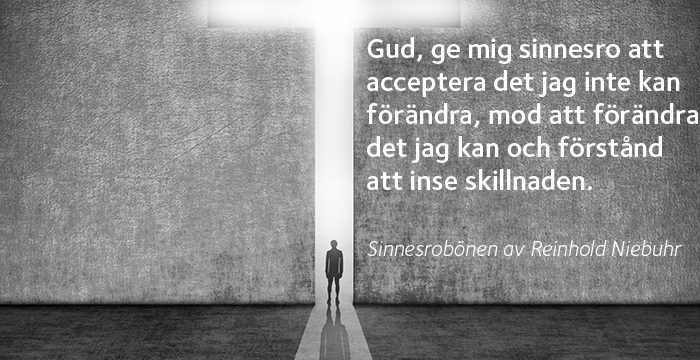 Gud, ge mig sinnesro att
acceptera det jag inte kan
förändra, mod att förändra
det jag kan och förstånd
att inse skillnaden.
Sinnesrobönen av Reinhold Niebuhr